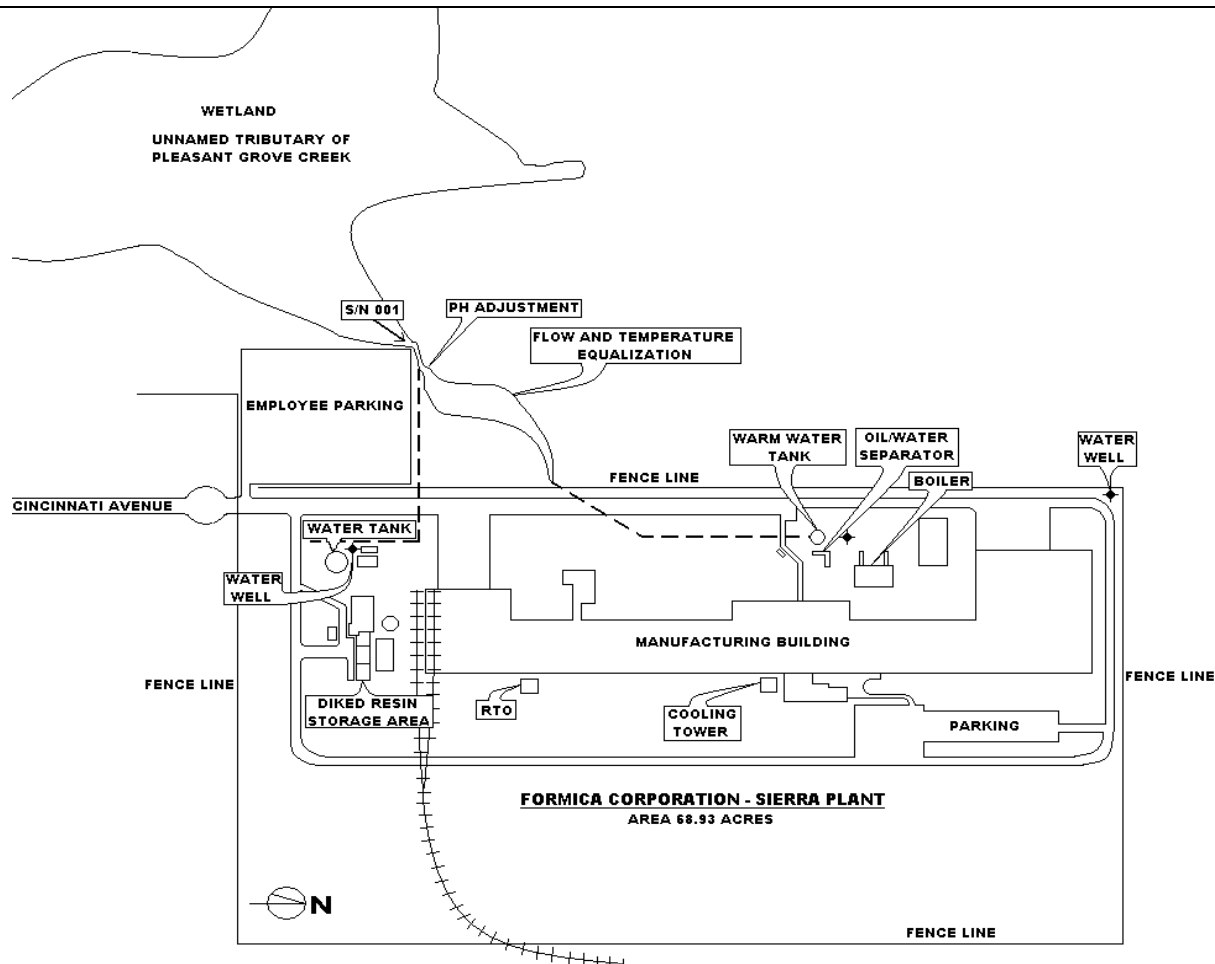 WETLAND
UNNAMED TRIBUTARY OF
PLEASANT GROVE CREEK
S/N 001
PH ADJUSTMENT
FLOW AND TEMPERATURE
EQUALIZATION
EMPLOYEE PARKING
WARM WATER
TANK
OIL/WATER
SEPARATOR
WATER
WELL
FENCE LINE
BOILER
CINCINNATI AVENUE
WATER TANK
WATER
WELL
MANUFACTURING BUILDING
FENCE LINE
FENCE LINE
DIKED RESIN
STORAGE AREA
RTO
COOLING
TOWER
PARKING
FORMICA CORPORATION - SIERRA PLANT
AREA 68.93 ACRES
N
FENCE LINE